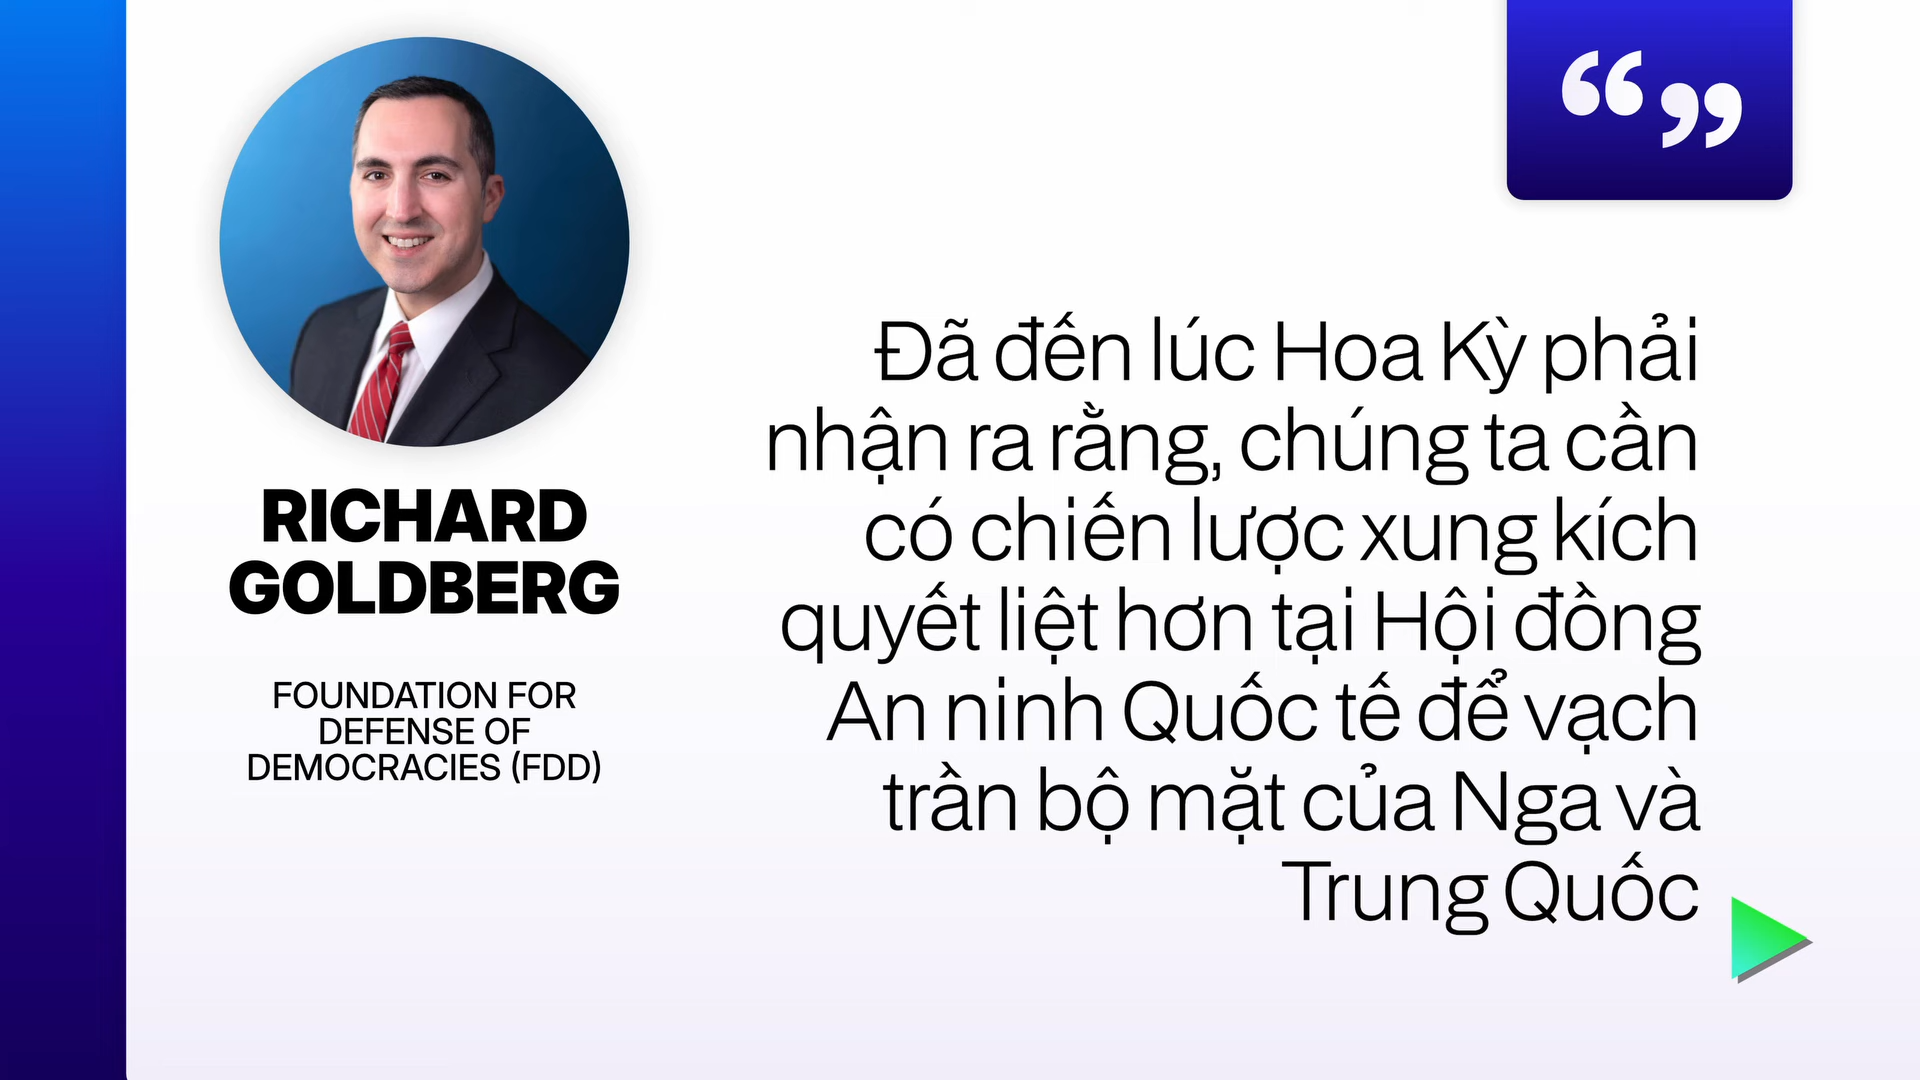 “”
RICHARD
GOLDBERG
FOUNDATION FOR
DEFENSE OF
DEMOCRACIES (FDD)
Đã đến lúc Hoa Kỳ phải
nhận ra rằng, chúng ta cần
có chiến lược xung kích
quyết liệt hơn tại Hội đồng
An ninh Quốc tế để vạch
trần bộ mặt của Nga và
Trung Quốc